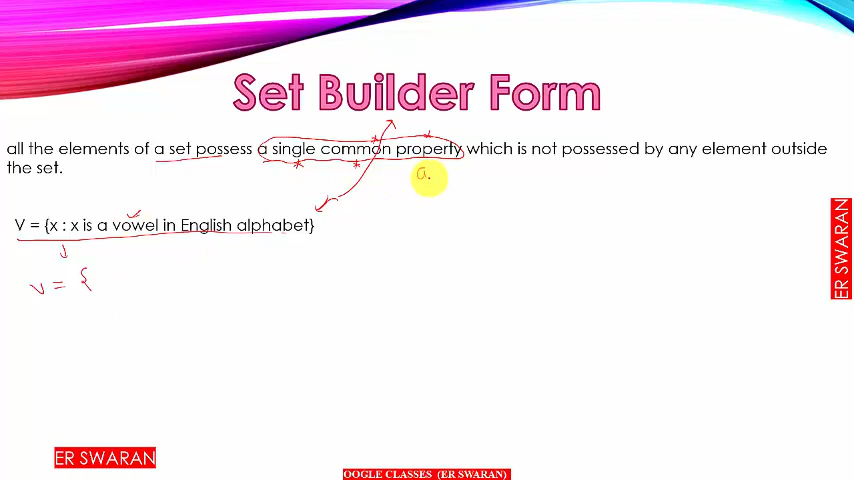 Set Builder Form
all the elements of a set possess a single common property which is not possessed by any element outside
the set.
a.
V = {x : x is a vowel in English alphabet}
v = {
ER SWARAN
ER SWARAN
OOGLE CLASSES (ER SWARAN)